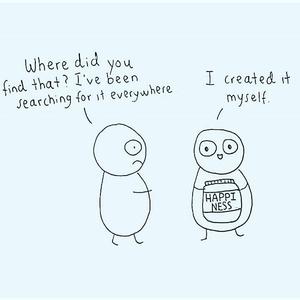 Where did you
find that? I've been
searching for it everywhere
I created it
myself.
HAPPI
NESS